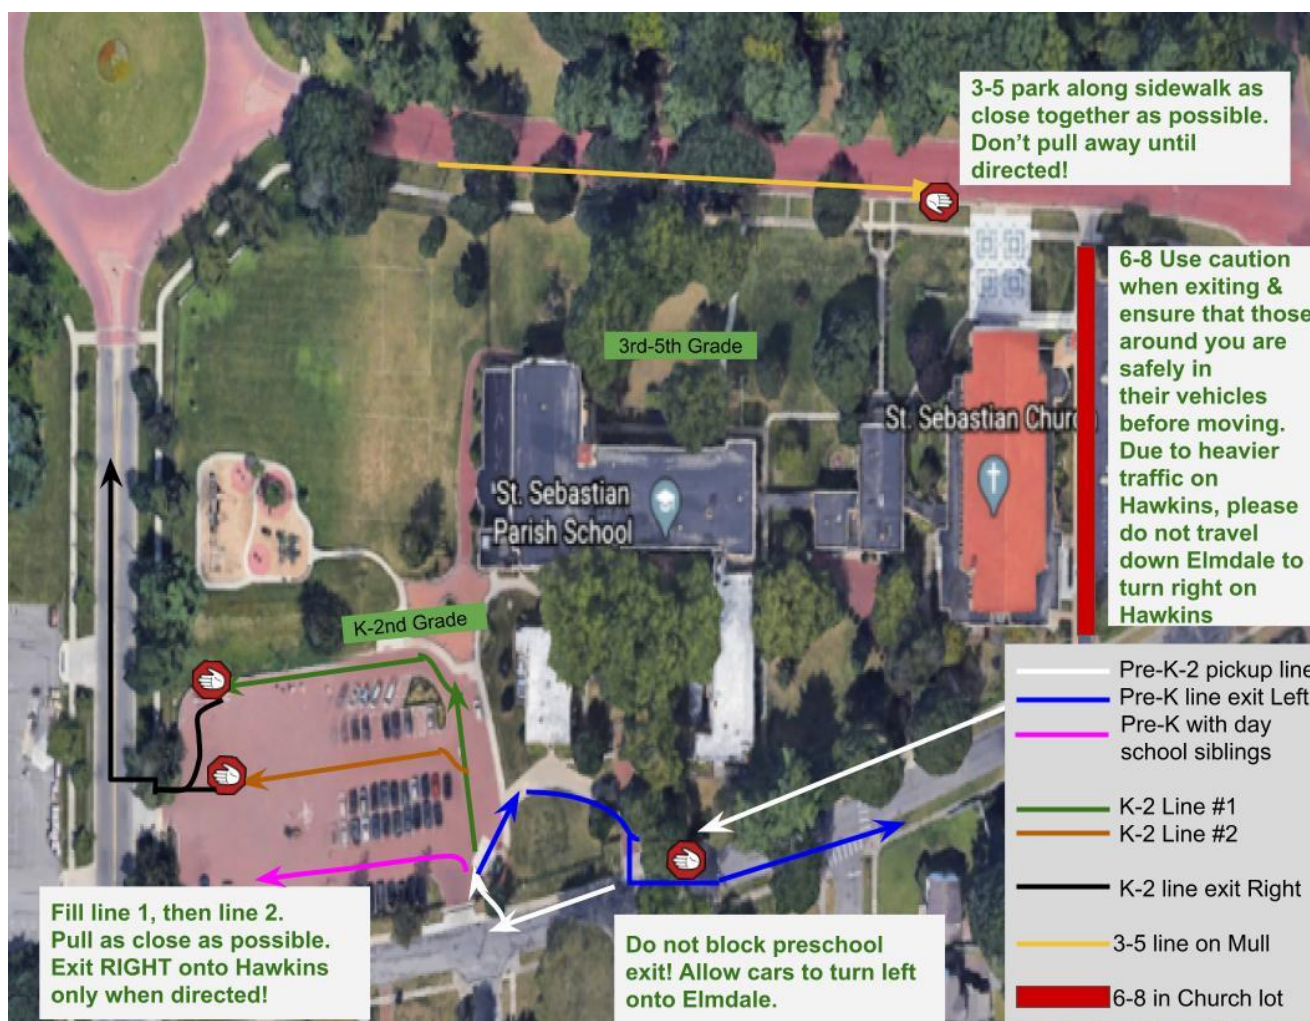 3-5 park along sidewalk as
close together as possible.
Don't pull away until
directed!
6-8 Use caution
when exiting &
ensure that those
around you are
safely in
their vehicles
before moving.
Due to heavier
traffic on
Hawkins, please
do not travel
down Elmdale to
turn right on
Hawkins
3rd-5th Grade
St. Sebastian Church
St. Sebastian
Parish School
K-2nd Grade
Pre-K-2 pickup line
Pre-K line exit Left
Pre-K with day
school siblings
K-2 Line #1
K-2 Line #2
K-2 line exit Right
3-5 line on Mull
6-8 in Church lot
Fill line 1, then line 2.
Pull as close as possible.
Exit RIGHT onto Hawkins
only when directed!
Do not block preschool
exit! Allow cars to turn left
onto Elmdale.